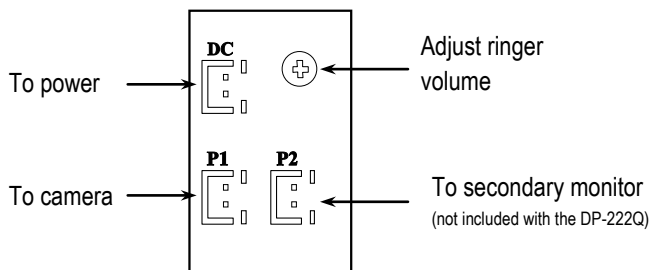 DC
To power
Adjust ringer
volume
P1
P2
To camera
To secondary monitor
(not included with the DP-222Q)